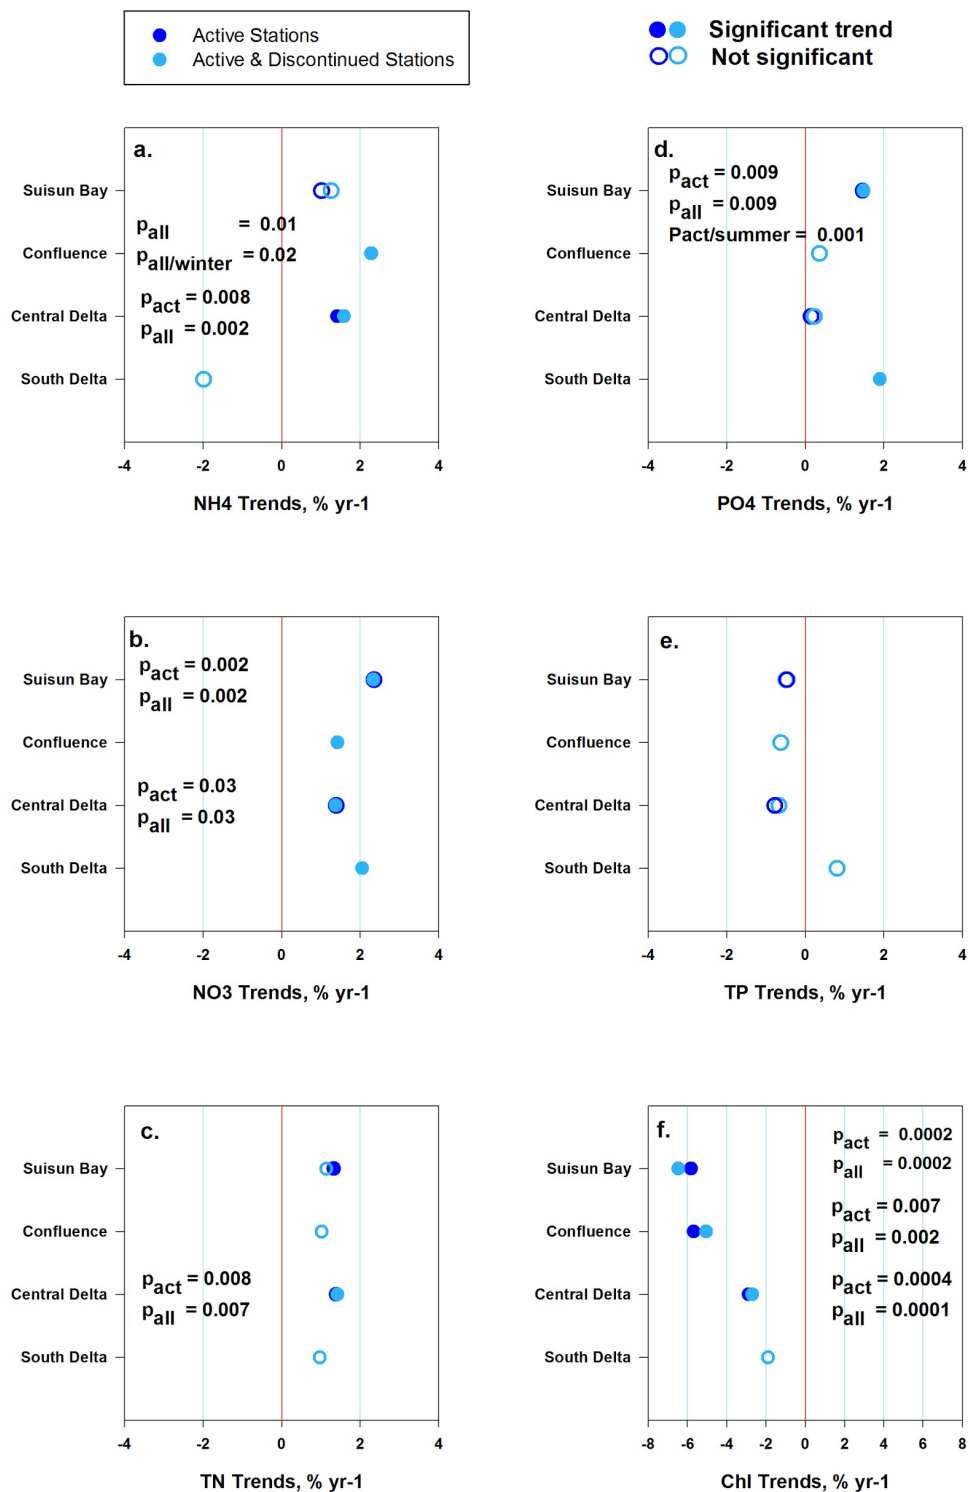 Active Stations
Active & Discontinued Stations
Significant trend
Not significant
a.
Suisun Bay
Confluence
Central Delta
South Delta
pall = 0.01
pall/winter = 0.02
pact = 0.008
pall = 0.002
-4 -2 0 2 4
NH4 Trends, % yr-1
d.
Suisun Bay
Confluence
Central Delta
South Delta
pact = 0.009
pall = 0.009
Pact/summer = 0.001
-4 -2 0 2 4
PO4 Trends, % yr-1
b.
Suisun Bay
Confluence
Central Delta
South Delta
pact = 0.002
pall = 0.002
pact = 0.03
pall = 0.03
-4 -2 0 2 4
NO3 Trends, % yr-1
e.
Suisun Bay
Confluence
Central Delta
South Delta
-4 -2 0 2 4
TP Trends, % yr-1
c.
Suisun Bay
Confluence
Central Delta
South Delta
pact = 0.008
pall = 0.007
-4 -2 0 2 4
TN Trends, % yr-1
f.
Suisun Bay
Confluence
Central Delta
South Delta
pact = 0.0002
pall = 0.0002
pact = 0.007
pall = 0.002
pact = 0.0004
pall = 0.0001
-8 -6 -4 -2 0 2 4 6 8
Chl Trends, % yr-1